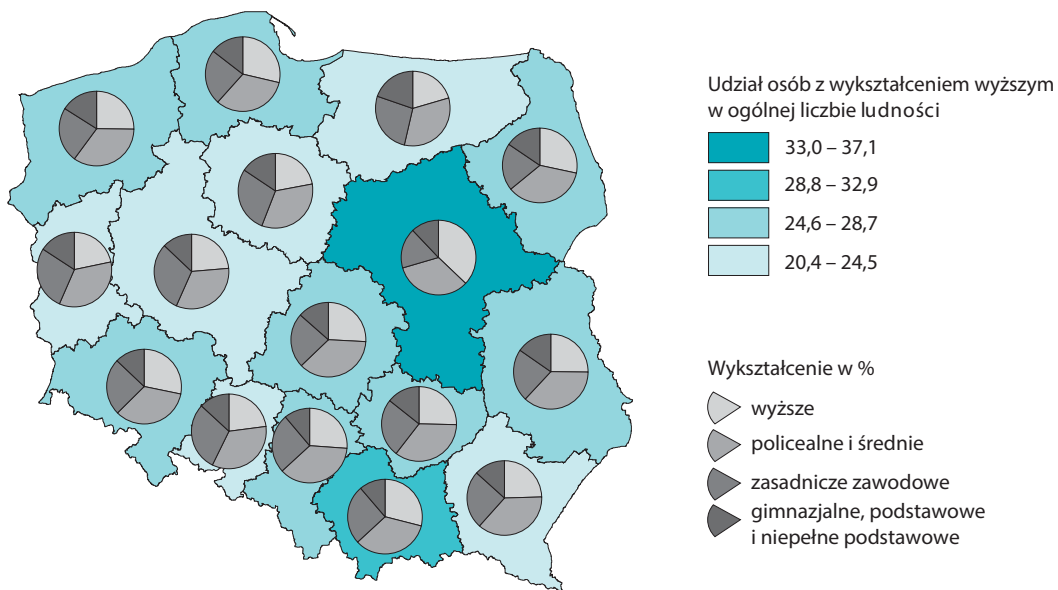 Udział osób z wykształceniem wyższym
w ogólnej liczbie ludności
33,0 – 37,1
28,8 – 32,9
24,6 – 28,7
20,4 – 24,5
Wykształcenie w %
wyższe
policealne i średnie
zasadnicze zawodowe
gimnazjalne, podstawowe
i niepełne podstawowe